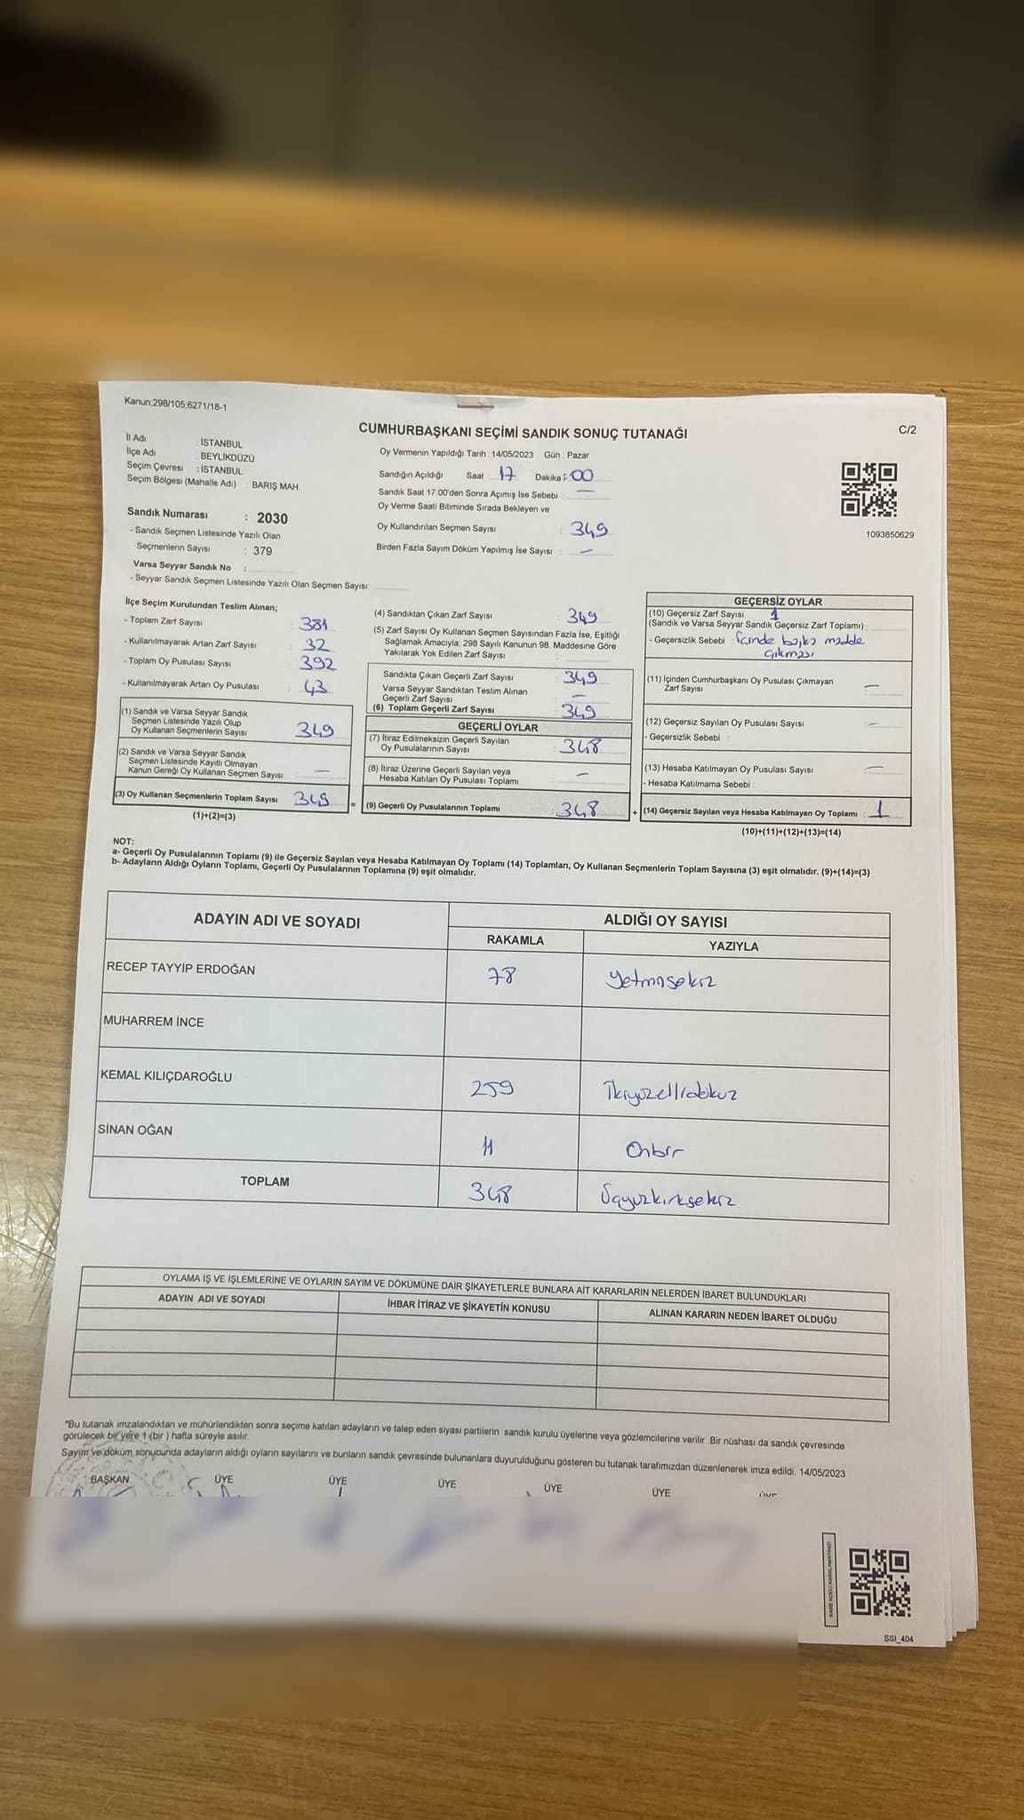 Kanun:298/105,6271/18-1
C/2
CUMHURBAŞKANI SEÇİMİ SANDIK SONUÇ TUTANAĞI
İl Adı : İSTANBUL
İlçe Adı BEYLİKDÜZÜ
Seçim Çevresi : İSTANBUL
Seçim Bölgesi (Mahalle Adı) BARIŞ MAH.
Oy Vermenin Yapıldığı Tarih : 14/05/2023 Gün : Pazar
Sandığın Açıldığı Saat 17 Dakika : 00
Sandık Saat 17.00'den Sonra Açılmış İse Sebebi : —
Oy Verme Saati Bitiminde Sırada Bekleyen ve
Oy Kullandırılan Seçmen Sayısı : 349
Birden Fazla Sayım Döküm Yapılmış İse Sayısı : —
1093850629
Sandık Numarası : 2030
- Sandık Seçmen Listesinde Yazılı Olan
Seçmenlerin Sayısı : 379
Varsa Seyyar Sandık No :
- Seyyar Sandık Seçmen Listesinde Yazılı Olan Seçmen Sayısı:
İlçe Seçim Kurulundan Teslim Alınan;
- Toplam Zarf Sayısı 381
- Kullanılmayarak Artan Zarf Sayısı 32
- Toplam Oy Pusulası Sayısı 392
- Kullanılmayarak Artan Oy Pusulası 43
(1) Sandık ve Varsa Seyyar Sandık
Seçmen Listesinde Yazılı Olup
Oy Kullanan Seçmenlerin Sayısı 349
(2) Sandık ve Varsa Seyyar Sandık
Seçmen Listesinde Kayıtlı Olmayan
Kanun Gereği Oy Kullanan Seçmen Sayısı —
(3) Oy Kullanan Seçmenlerin Toplam Sayısı 349 =
(1)+(2)=(3)
(4) Sandıktan Çıkan Zarf Sayısı : 349
(5) Zarf Sayısı Oy Kullanan Seçmen Sayısından Fazla İse, Eşitliği
Sağlamak Amacıyla; 298 Sayılı Kanunun 98. Maddesine Göre
Yakılarak Yok Edilen Zarf Sayısı :
Sandıkta Çıkan Geçerli Zarf Sayısı 349
Varsa Seyyar Sandıktan Teslim Alınan
Geçerli Zarf Sayısı —
(6) Toplam Geçerli Zarf Sayısı 349
GEÇERLİ OYLAR
(7) İtiraz Edilmeksizin Geçerli Sayılan
Oy Pusulalarının Sayısı : 348
(8) İtiraz Üzerine Geçerli Sayılan veya
Hesaba Katılan Oy Pusulası Toplamı —
(9) Geçerli Oy Pusulalarının Toplamı : 348 +
GEÇERSİZ OYLAR
(10) Geçersiz Zarf Sayısı 1
(Sandık ve Varsa Seyyar Sandık Geçersiz Zarf Toplamı) :
- Geçersizlik Sebebi : İçinde başka madde
çıkması
(11) İçinden Cumhurbaşkanı Oy Pusulası Çıkmayan
Zarf Sayısı —
(12) Geçersiz Sayılan Oy Pusulası Sayısı : —
- Geçersizlik Sebebi :
(13) Hesaba Katılmayan Oy Pusulası Sayısı : —
- Hesaba Katılmama Sebebi :
(14) Geçersiz Sayılan veya Hesaba Katılmayan Oy Toplamı : 1
(10)+(11)+(12)+(13)=(14)
NOT:
a- Geçerli Oy Pusulalarının Toplamı (9) ile Geçersiz Sayılan veya Hesaba Katılmayan Oy Toplamı (14) Toplamları, Oy Kullanan Seçmenlerin Toplam Sayısına (3) eşit olmalıdır. (9)+(14)=(3)
b- Adayların Aldığı Oyların Toplamı, Geçerli Oy Pusulalarının Toplamına (9) eşit olmalıdır.
ADAYIN ADI VE SOYADI ALDIĞI OY SAYISI
RAKAMLA YAZIYLA
RECEP TAYYİP ERDOĞAN 78 Yetmişsekiz
MUHARREM İNCE
KEMAL KILIÇDAROĞLU 259 İkiyüzellidokuz
SİNAN OĞAN 11 Onbir
TOPLAM 348 Üçyüzkırksekiz
OYLAMA İŞ VE İŞLEMLERİNE VE OYLARIN SAYIM VE DÖKÜMÜNE DAİR ŞİKAYETLERLE BUNLARA AİT KARARLARIN NELERDEN İBARET BULUNDUKLARI
ADAYIN ADI VE SOYADI İHBAR İTİRAZ VE ŞİKAYETİN KONUSU ALINAN KARARIN NEDEN İBARET OLDUĞU
*Bu tutanak imzalandıktan ve mühürlendikten sonra seçime katılan adayların ve talep eden siyasi partilerin sandık kurulu üyelerine veya gözlemcilerine verilir. Bir nüshası da sandık çevresinde
görülecek bir yere 1 (bir ) hafta süreyle asılır.
Sayım ve döküm sonucunda adayların aldığı oyların sayılarını ve bunların sandık çevresinde bulunanlara duyurulduğunu gösteren bu tutanak tarafımızdan düzenlenerek imza edildi. 14/05/2023
BAŞKAN ÜYE ÜYE ÜYE ÜYE ÜYE
SSI_404